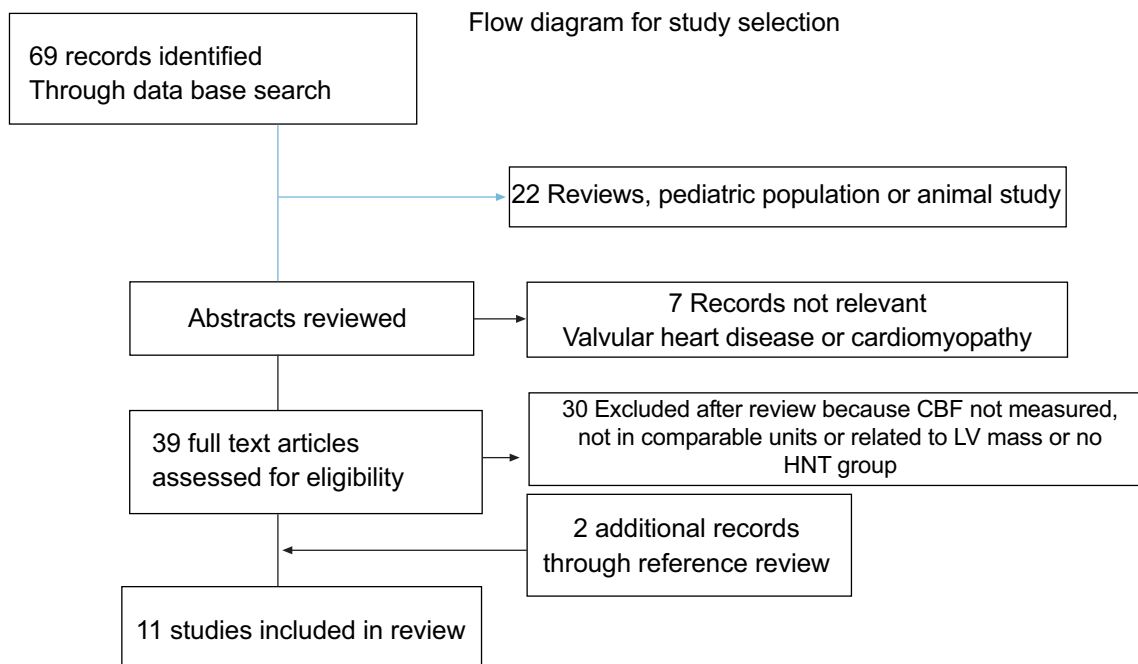 Flow diagram for study selection
69 records identified
Through data base search
22 Reviews, pediatric population or animal study
Abstracts reviewed
7 Records not relevant
Valvular heart disease or cardiomyopathy
39 full text articles
assessed for eligibility
30 Excluded after review because CBF not measured,
not in comparable units or related to LV mass or no
HNT group
2 additional records
through reference review
11 studies included in review